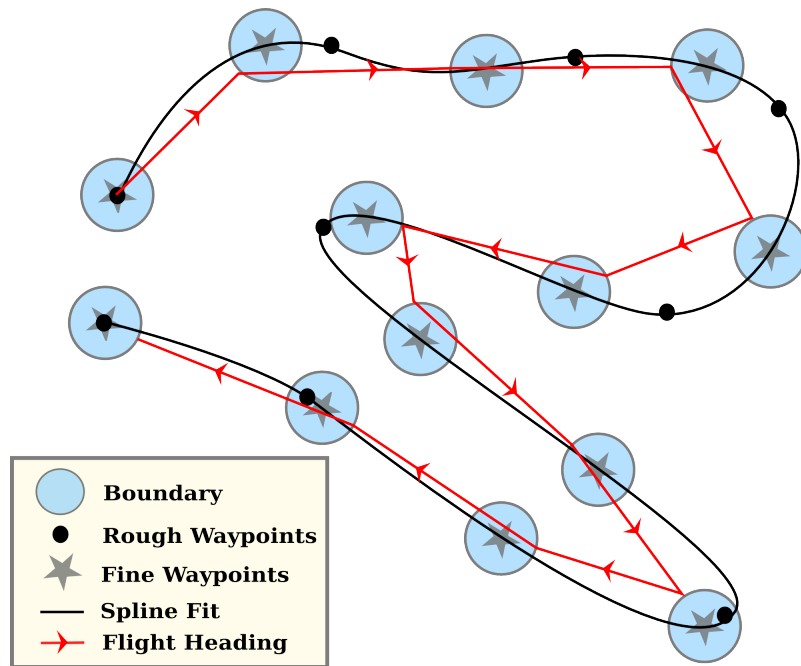 Boundary
Rough Waypoints
Fine Waypoints
Spline Fit
Flight Heading